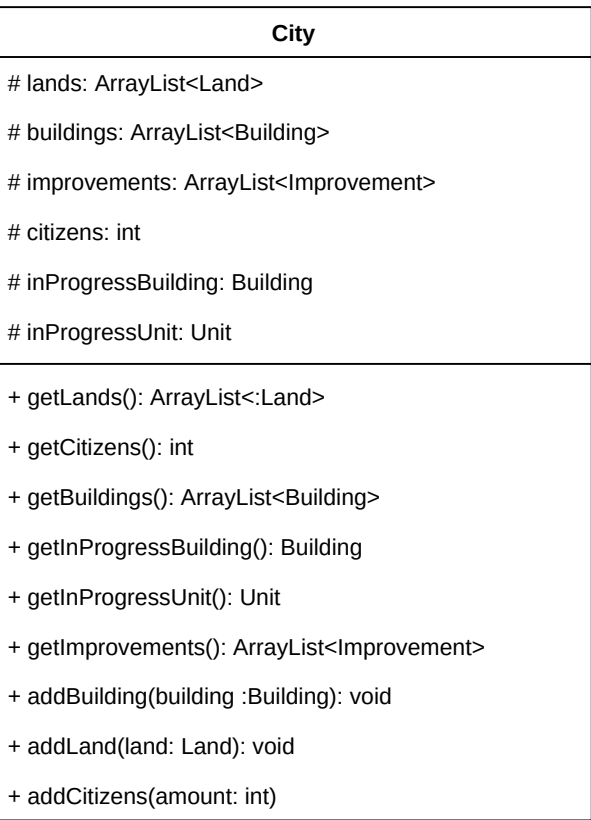 City
# lands: ArrayList<Land>
# buildings: ArrayList<Building>
# improvements: ArrayList<Improvement>
# citizens: int
# inProgressBuilding: Building
# inProgressUnit: Unit
+ getLands(): ArrayList<:Land>
+ getCitizens(): int
+ getBuildings(): ArrayList<Building>
+ getInProgressBuilding(): Building
+ getInProgressUnit(): Unit
+ getImprovements(): ArrayList<Improvement>
+ addBuilding(building :Building): void
+ addLand(land: Land): void
+ addCitizens(amount: int)